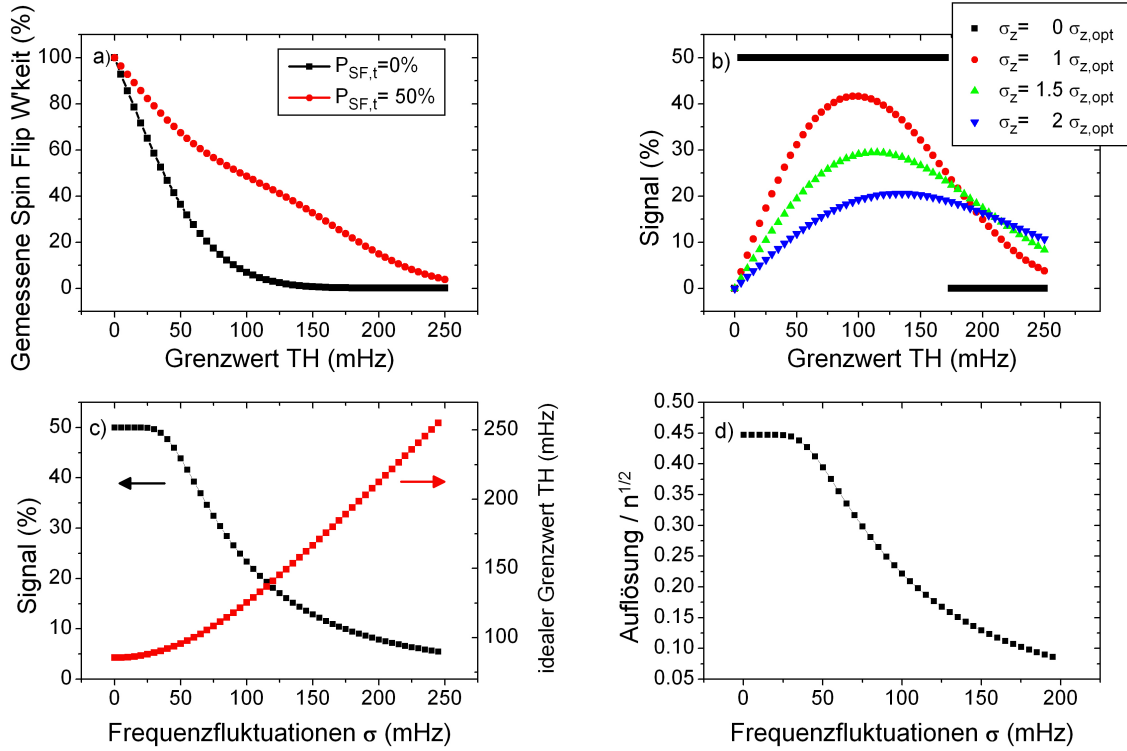 a)
Gemessene Spin Flip W'keit (%)
100
80
60
40
20
0
P_SF,t=0%
P_SF,t= 50%
0 50 100 150 200 250
Grenzwert TH (mHz)
b)
Signal (%)
50
40
30
20
10
0
σ_z= 0 σ_z,opt
σ_z= 1 σ_z,opt
σ_z= 1.5 σ_z,opt
σ_z= 2 σ_z,opt
0 50 100 150 200 250
Grenzwert TH (mHz)
c)
Signal (%)
50
40
30
20
10
0
idealer Grenzwert TH (mHz)
250
200
150
100
0 50 100 150 200 250
Frequenzfluktuationen σ (mHz)
d)
Auflösung / n^1/2
0.50
0.45
0.40
0.35
0.30
0.25
0.20
0.15
0.10
0.05
0 50 100 150 200
Frequenzfluktuationen σ (mHz)